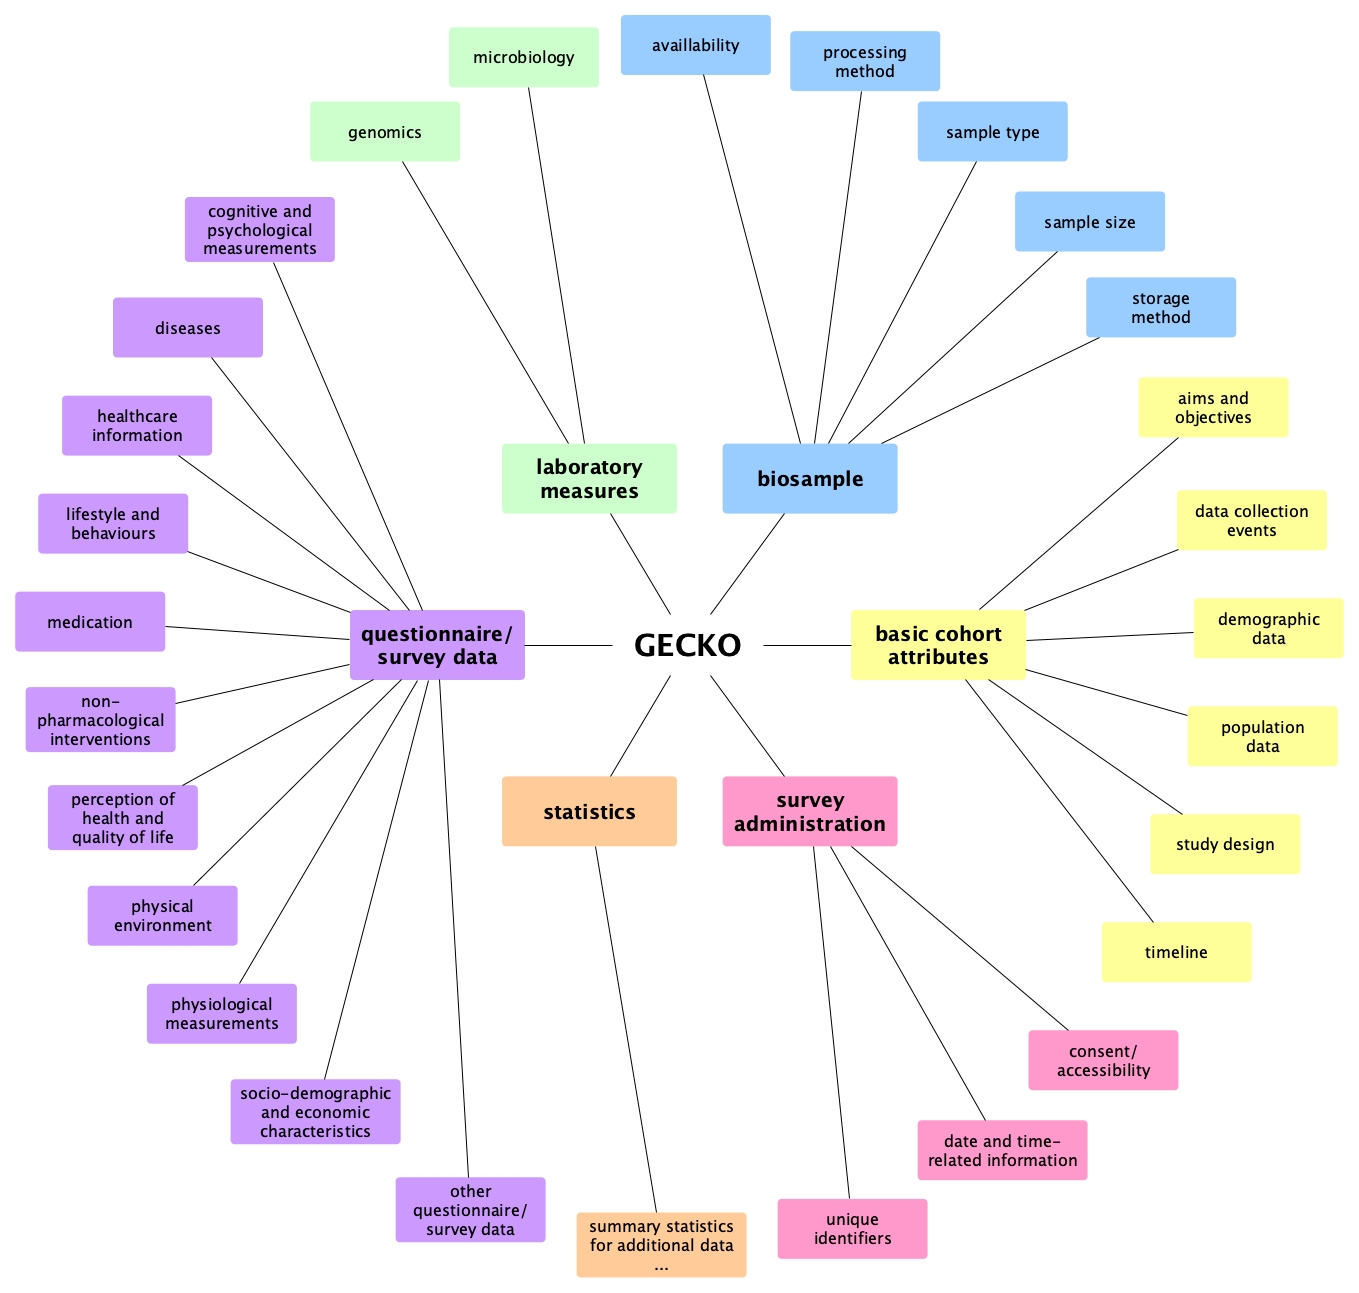 availlability
processing
method
microbiology
genomics
sample type
cognitive and
psychological
measurements
sample size
storage
method
diseases
aims and
objectives
healthcare
information
laboratory
measures
biosample
lifestyle and
behaviours
data collection
events
medication
questionnaire/
survey data
GECKO
basic cohort
attributes
demographic
data
non-
pharmacological
interventions
population
data
perception of
health and
quality of life
statistics
survey
administration
study design
physical
environment
timeline
physiological
measurements
consent/
accessibility
socio-demographic
and economic
characteristics
date and time-
related information
other
questionnaire/
survey data
summary statistics
for additional data
...
unique
identifiers